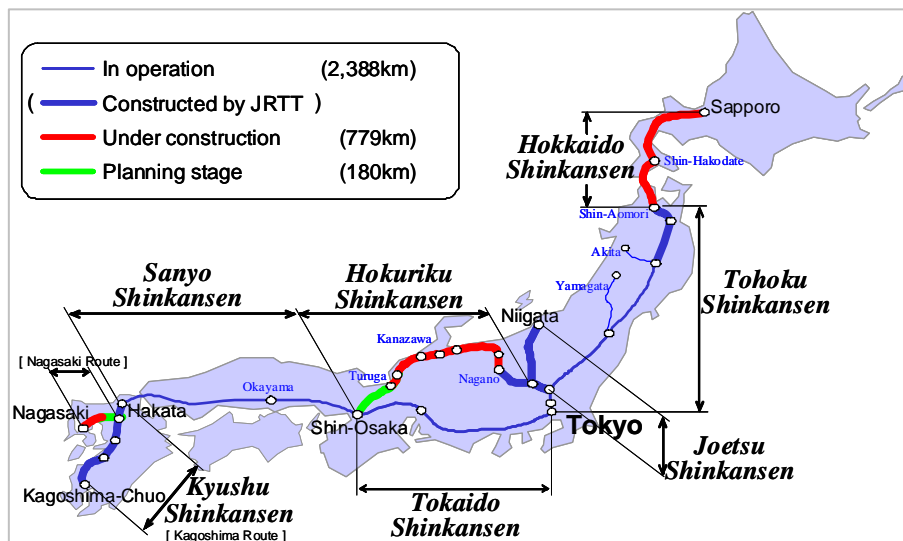 In operation (2,388km)
( Constructed by JRTT )
Under construction (779km)
Planning stage (180km)
Sapporo
Hokkaido
Shinkansen
Shin-Hakodate
Shin-Aomori
Akita
Yamagata
Tohoku
Shinkansen
Sanyo
Shinkansen
Hokuriku
Shinkansen
Niigata
Kanazawa
[ Nagasaki Route ]
Turuga
Nagano
Okayama
Nagasaki
Hakata
Shin-Osaka
Tokyo
Joetsu
Shinkansen
Kagoshima-Chuo
Kyushu
Shinkansen
[ Kagoshima Route ]
Tokaido
Shinkansen